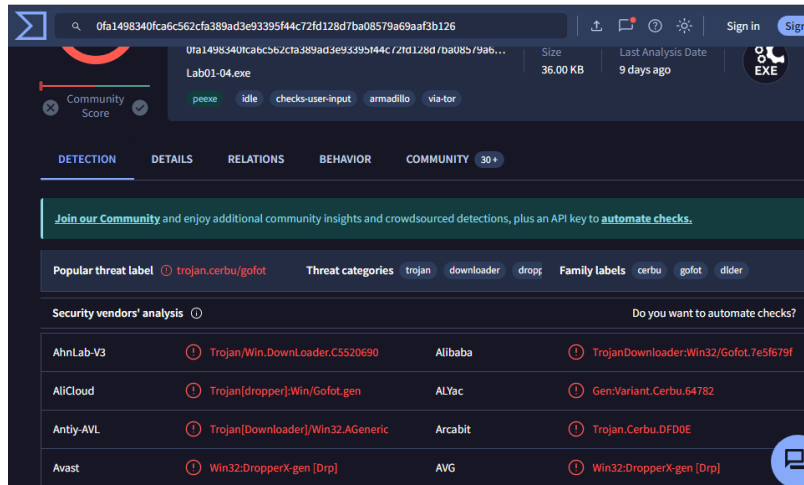 0fa1498340fca6c562cfa389ad3e93395f44c72fd128d7ba08579a69aaf3b126
Sign in
Sign
0fa1498340fca6c562cfa389ad3e93395f44c72fd128d7ba08579a6...
Size
Last Analysis Date
Lab01-04.exe
36.00 KB
9 days ago
EXE
Community
Score
peexe
idle
checks-user-input
armadillo
via-tor
DETECTION
DETAILS
RELATIONS
BEHAVIOR
COMMUNITY
30+
Join our Community and enjoy additional community insights and crowdsourced detections, plus an API key to automate checks.
Popular threat label trojan.cerbu/gofot
Threat categories trojan downloader dropp
Family labels cerbu gofot dlder
Security vendors' analysis
Do you want to automate checks?
AhnLab-V3
Trojan/Win.DownLoader.C5520690
Alibaba
TrojanDownloader:Win32/Gofot.7e5f679f
AliCloud
Trojan[dropper]:Win/Gofot.gen
ALYac
Gen:Variant.Cerbu.64782
Antiy-AVL
Trojan[Downloader]/Win32.AGeneric
Arcabit
Trojan.Cerbu.DFD0E
Avast
Win32:DropperX-gen [Drp]
AVG
Win32:DropperX-gen [Drp]